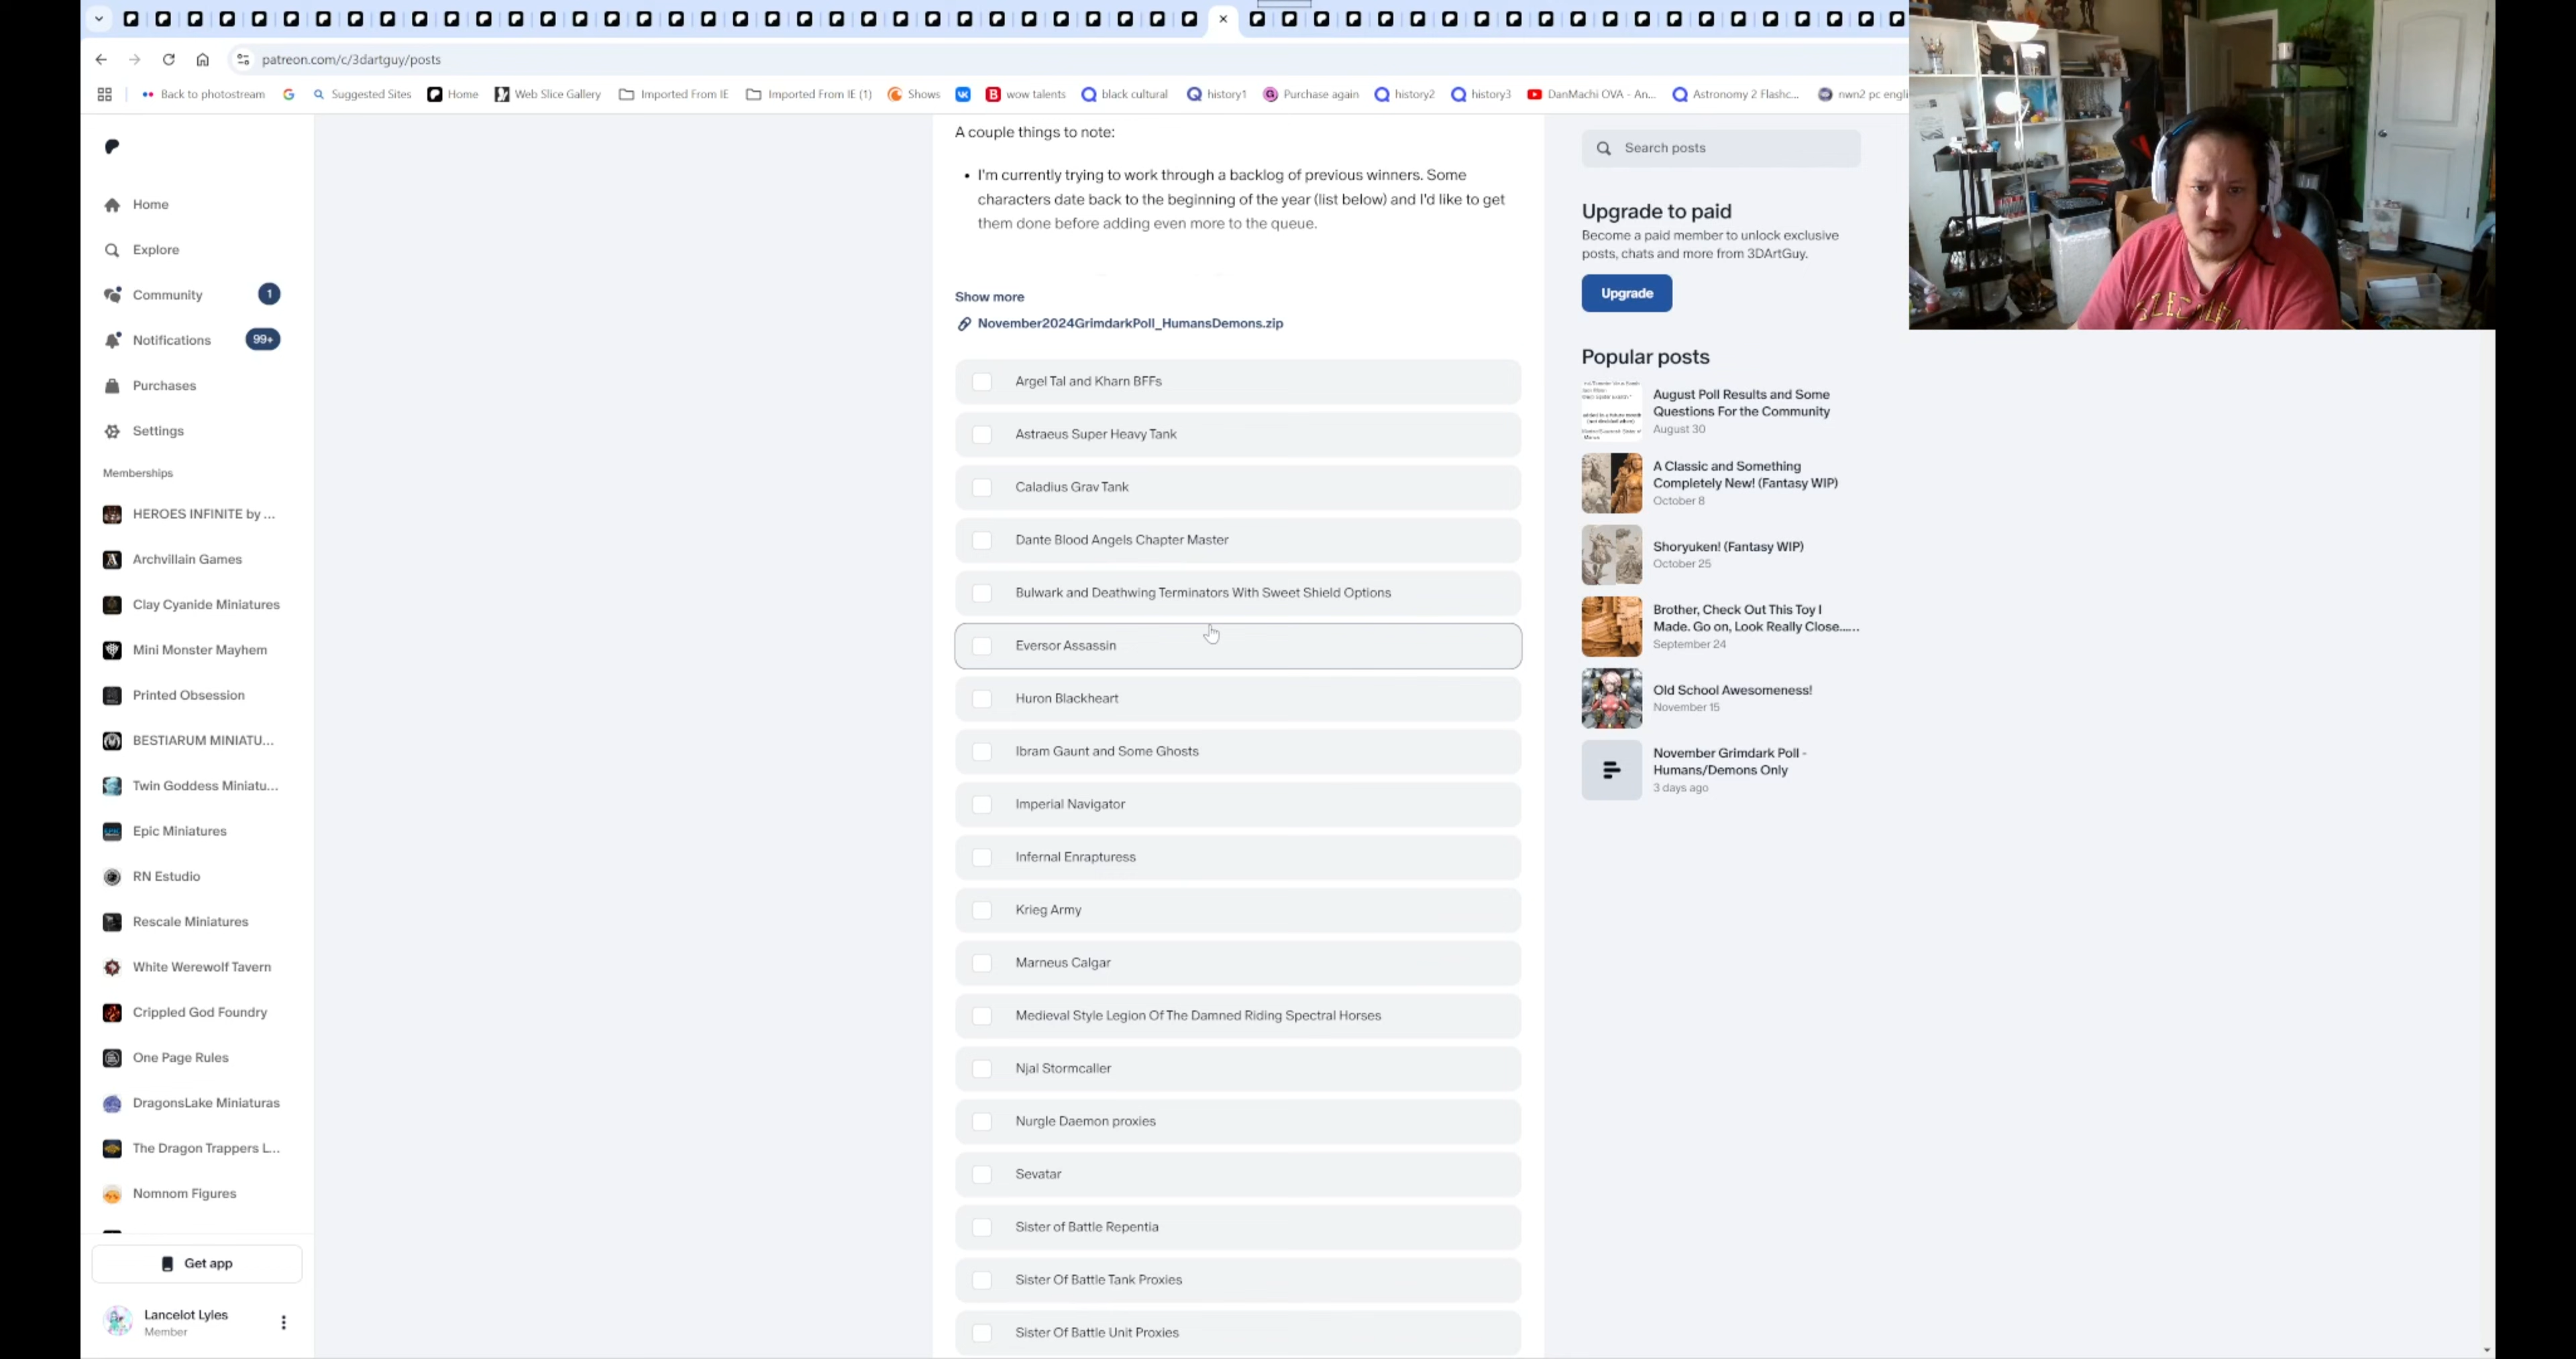 patreon.com/c/3dartguy/posts
Back to photostream
Suggested Sites
Home
Web Slice Gallery
Imported From IE
Imported From IE (1)
Shows
wow talents
black cultural
history1
Purchase again
history2
history3
DanMachi OVA - An...
Astronomy 2 Flashc...
nwn2 pc engli
Home
Explore
Community
1
Notifications
99+
Purchases
Settings
Memberships
HEROES INFINITE by ...
Archvillain Games
Clay Cyanide Miniatures
Mini Monster Mayhem
Printed Obsession
BESTIARUM MINIATU...
Twin Goddess Miniatu...
Epic Miniatures
RN Estudio
Rescale Miniatures
White Werewolf Tavern
Crippled God Foundry
One Page Rules
DragonsLake Miniaturas
The Dragon Trappers L...
Nomnom Figures
Get app
Lancelot Lyles
Member
A couple things to note:
• I'm currently trying to work through a backlog of previous winners. Some
characters date back to the beginning of the year (list below) and I'd like to get
them done before adding even more to the queue.
Show more
November2024GrimdarkPoll_HumansDemons.zip
Argel Tal and Kharn BFFs
Astraeus Super Heavy Tank
Caladius Grav Tank
Dante Blood Angels Chapter Master
Bulwark and Deathwing Terminators With Sweet Shield Options
Eversor Assassin
Huron Blackheart
Ibram Gaunt and Some Ghosts
Imperial Navigator
Infernal Enrapturess
Krieg Army
Marneus Calgar
Medieval Style Legion Of The Damned Riding Spectral Horses
Njal Stormcaller
Nurgle Daemon proxies
Sevatar
Sister of Battle Repentia
Sister Of Battle Tank Proxies
Sister Of Battle Unit Proxies
Search posts
Upgrade to paid
Become a paid member to unlock exclusive
posts, chats and more from 3DArtGuy.
Upgrade
Popular posts
August Poll Results and Some
Questions For the Community
August 30
A Classic and Something
Completely New! (Fantasy WIP)
October 8
Shoryuken! (Fantasy WIP)
October 25
Brother, Check Out This Toy I
Made. Go on, Look Really Close......
September 24
Old School Awesomeness!
November 15
November Grimdark Poll -
Humans/Demons Only
3 days ago